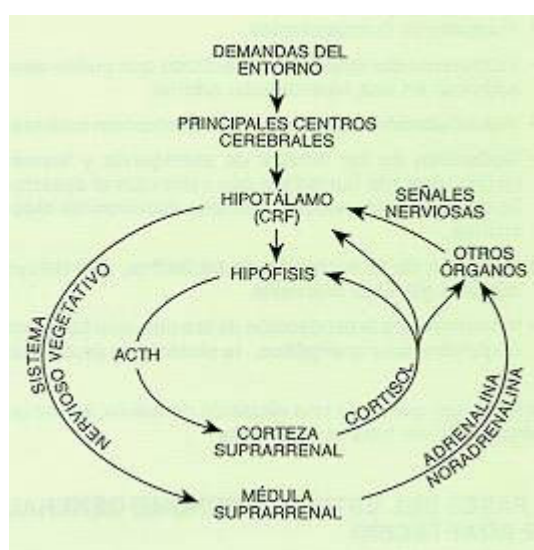 DEMANDAS DEL
ENTORNO
PRINCIPALES CENTROS
CEREBRALES
HIPOTÁLAMO
(CRF)
SEÑALES
NERVIOSAS
HIPÓFISIS
OTROS
ÓRGANOS
SISTEMA
NERVIOSO VEGETATIVO
ACTH
CORTISOL
CORTEZA
SUPRARRENAL
ADRENALINA
NORADRENALINA
MÉDULA
SUPRARRENAL